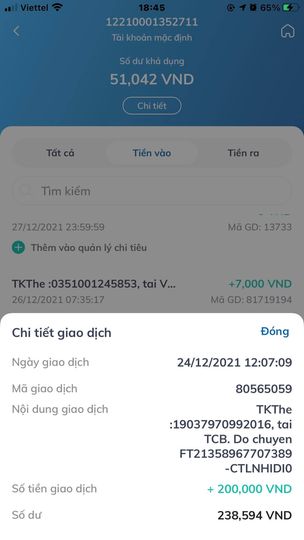 Viettel 18:45 65%
12210001352711
Tài khoản mặc định
Số dư khả dụng
51,042 VND
Chi tiết
Tất cả Tiền vào Tiền ra
Tìm kiếm
27/12/2021 23:59:59 Mã GD: 13733
Thêm vào quản lý chi tiêu
TKThe :0351001245853, tai V... +7,000 VND
26/12/2021 07:35:17 Mã GD: 81719194
Chi tiết giao dịch Đóng
Ngày giao dịch 24/12/2021 12:07:09
Mã giao dịch 80565059
Nội dung giao dịch TKThe
:19037970992016, tai
TCB. Do chuyen
FT21358967707389
-CTLNHIDI0
Số tiền giao dịch + 200,000 VND
Số dư 238,594 VND